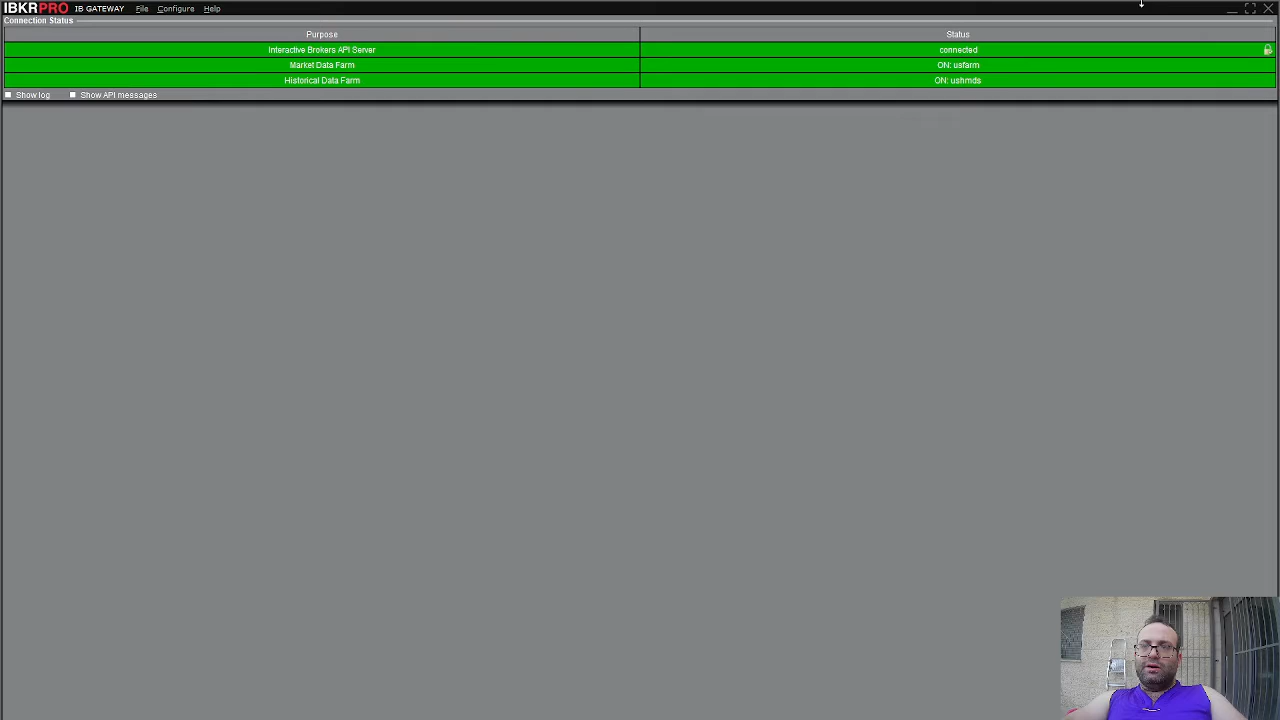 IBKRPRO IB GATEWAY File Configure Help
Connection Status
Purpose Status
Interactive Brokers API Server connected
Market Data Farm ON: usfarm
Historical Data Farm ON: ushmds
Show log Show API messages